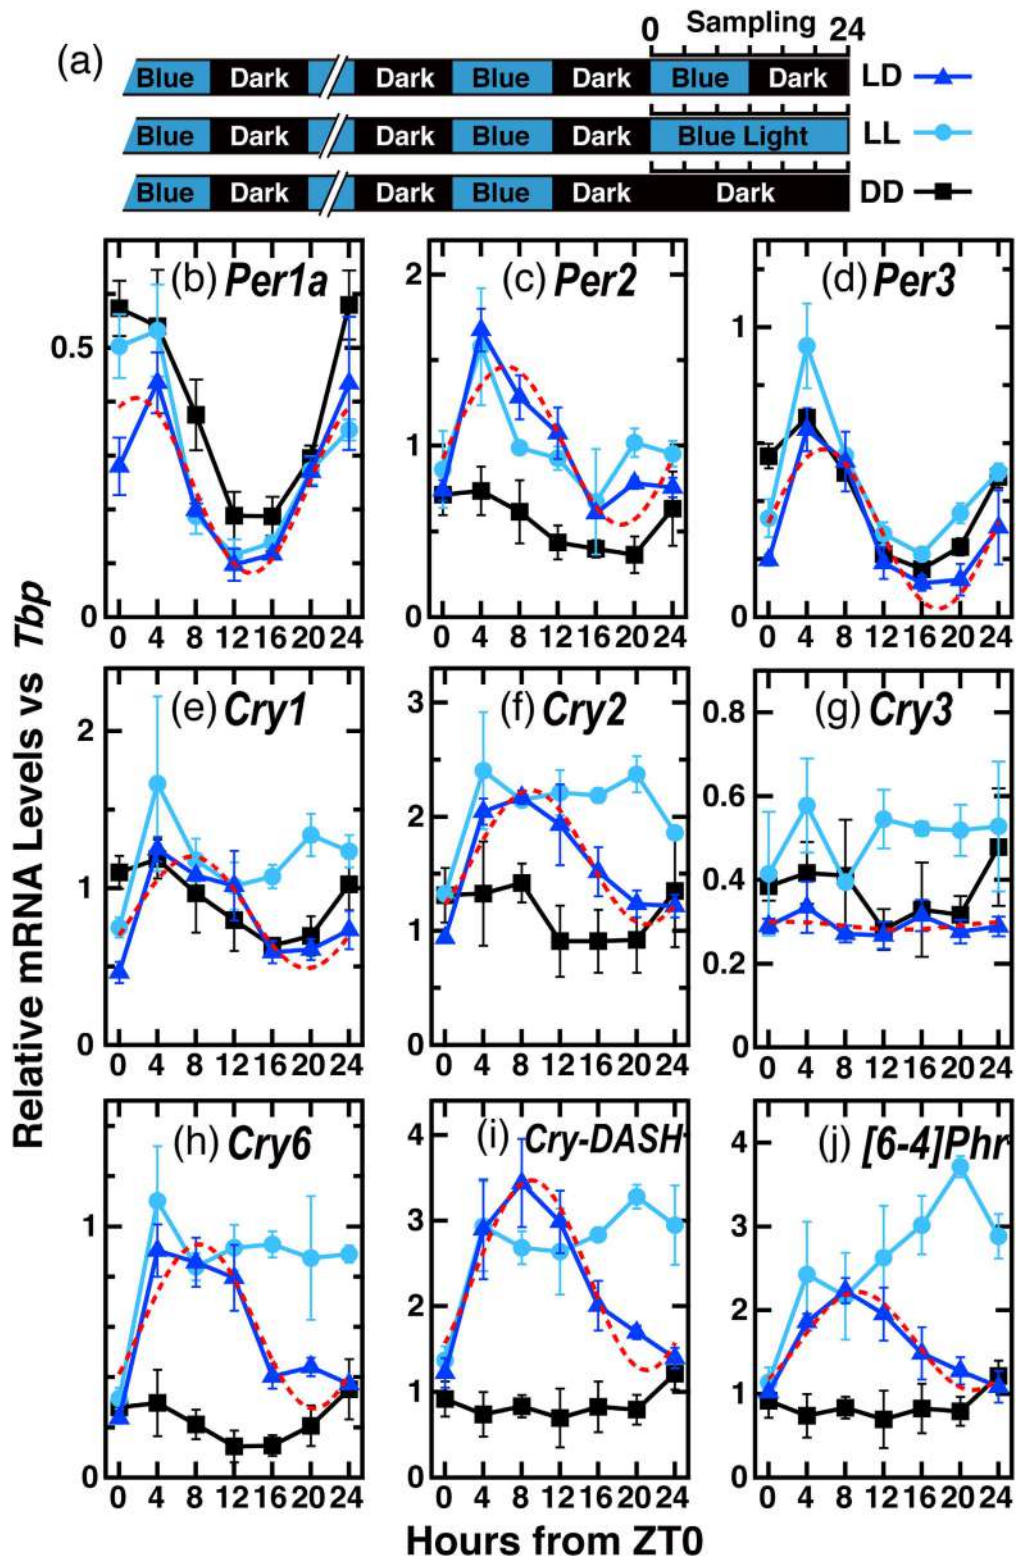 0 Sampling 24
(a) Blue Dark Dark Blue Dark Blue Dark LD
Blue Dark Dark Blue Dark Blue Light LL
Blue Dark Dark Blue Dark Dark DD
Relative mRNA Levels vs Tbp
(b) Per1a
0.5
0
0 4 8 12 16 20 24
(c) Per2
2
1
0
0 4 8 12 16 20 24
(d) Per3
1
0
0 4 8 12 16 20 24
(e) Cry1
2
1
0
0 4 8 12 16 20 24
(f) Cry2
3
2
1
0
0 4 8 12 16 20 24
(g) Cry3
0.8
0.6
0.4
0.2
0
0 4 8 12 16 20 24
(h) Cry6
1
0
0 4 8 12 16 20 24
(i) Cry-DASH
4
3
2
1
0
0 4 8 12 16 20 24
(j) [6-4]Phr
4
3
2
1
0
0 4 8 12 16 20 24
Hours from ZT0